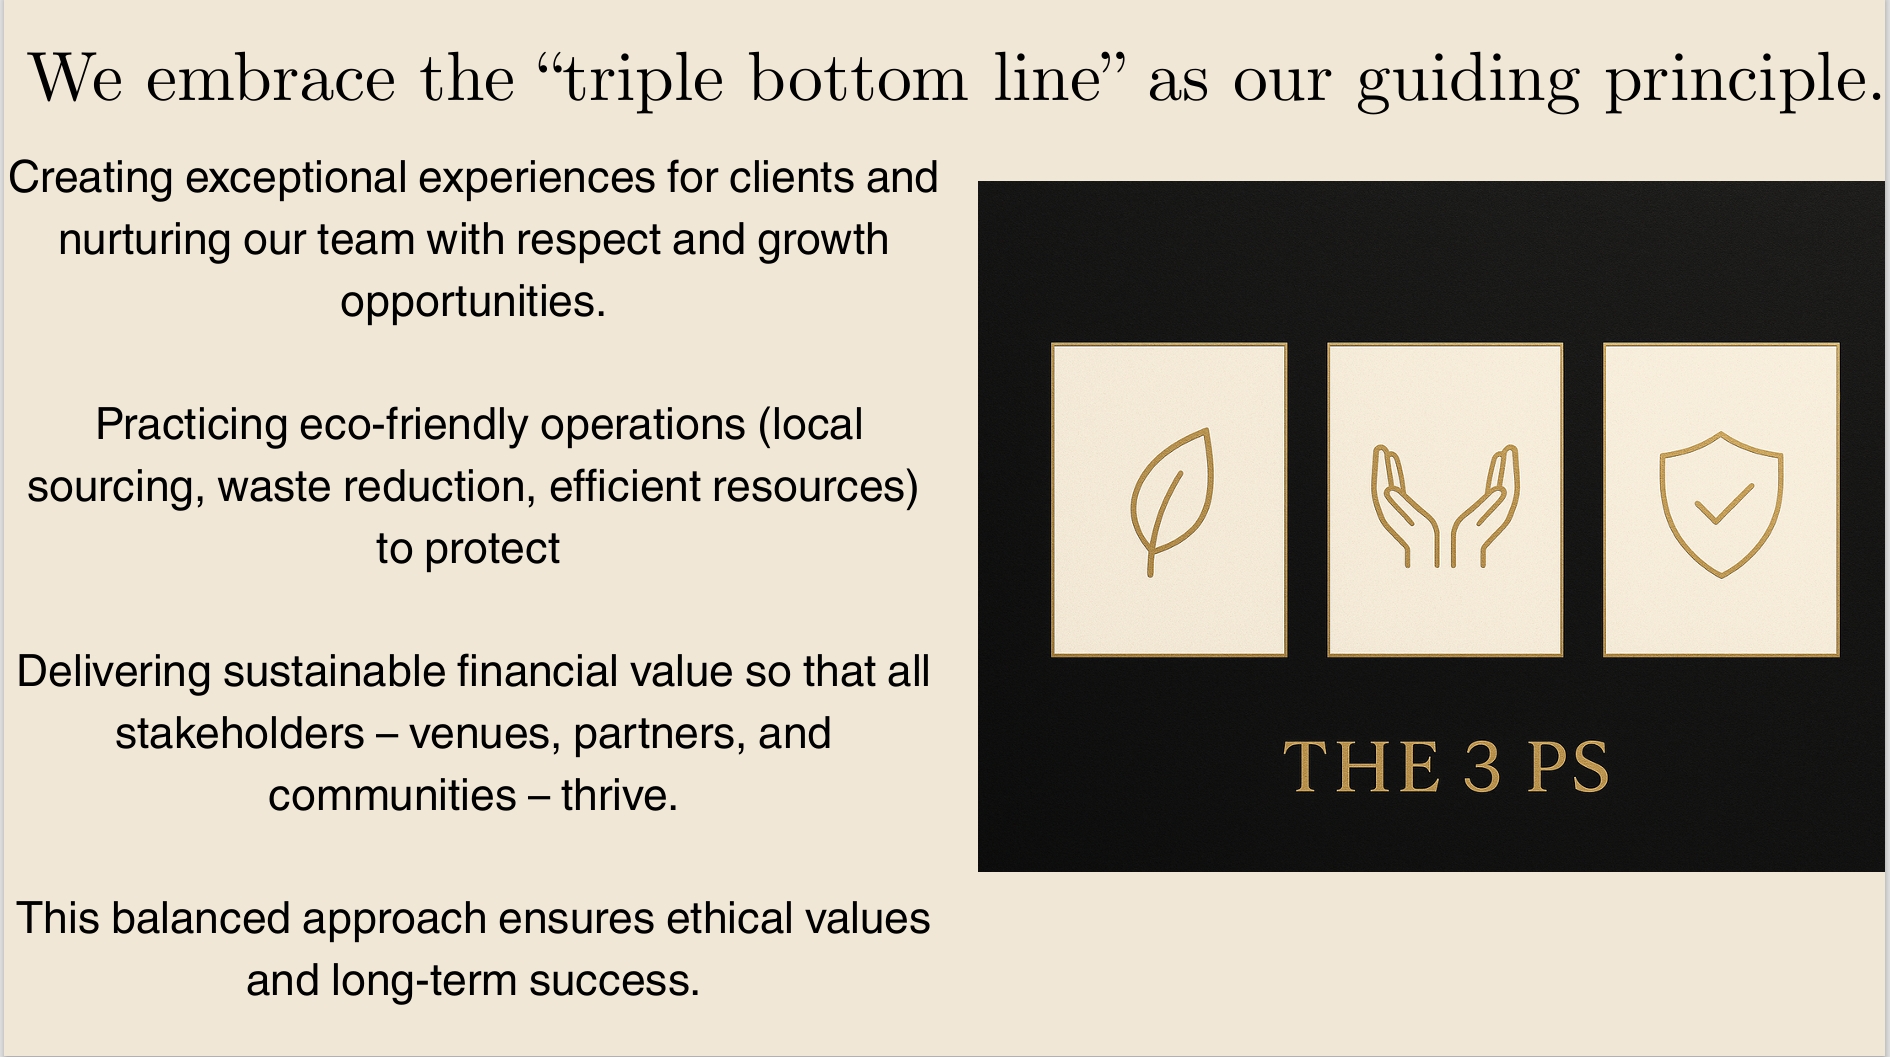 We embrace the “triple bottom line” as our guiding principle.
Creating exceptional experiences for clients and
nurturing our team with respect and growth
opportunities.
Practicing eco-friendly operations (local
sourcing, waste reduction, efficient resources)
to protect
Delivering sustainable financial value so that all
stakeholders – venues, partners, and
communities – thrive.
This balanced approach ensures ethical values
and long-term success.
THE 3 PS